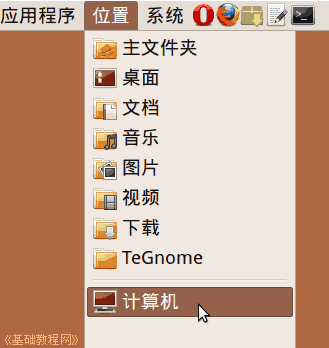 应用程序 位置 系统
主文件夹
桌面
文档
音乐
图片
视频
下载
TeGnome
计算机
《基础教程网》